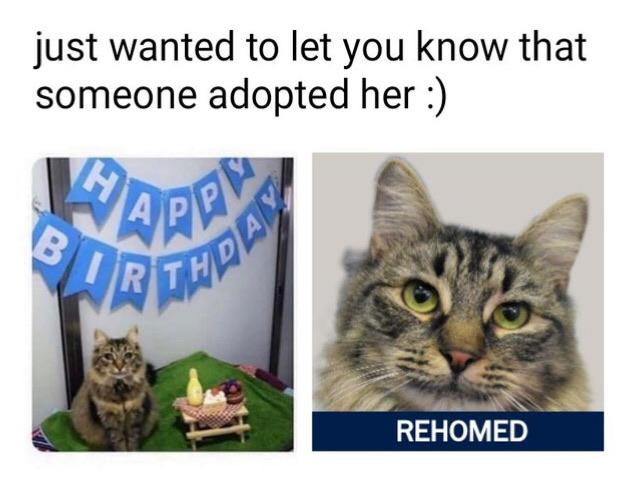 just wanted to let you know that
someone adopted her :)
HAPPY
BIRTHDAY
REHOMED